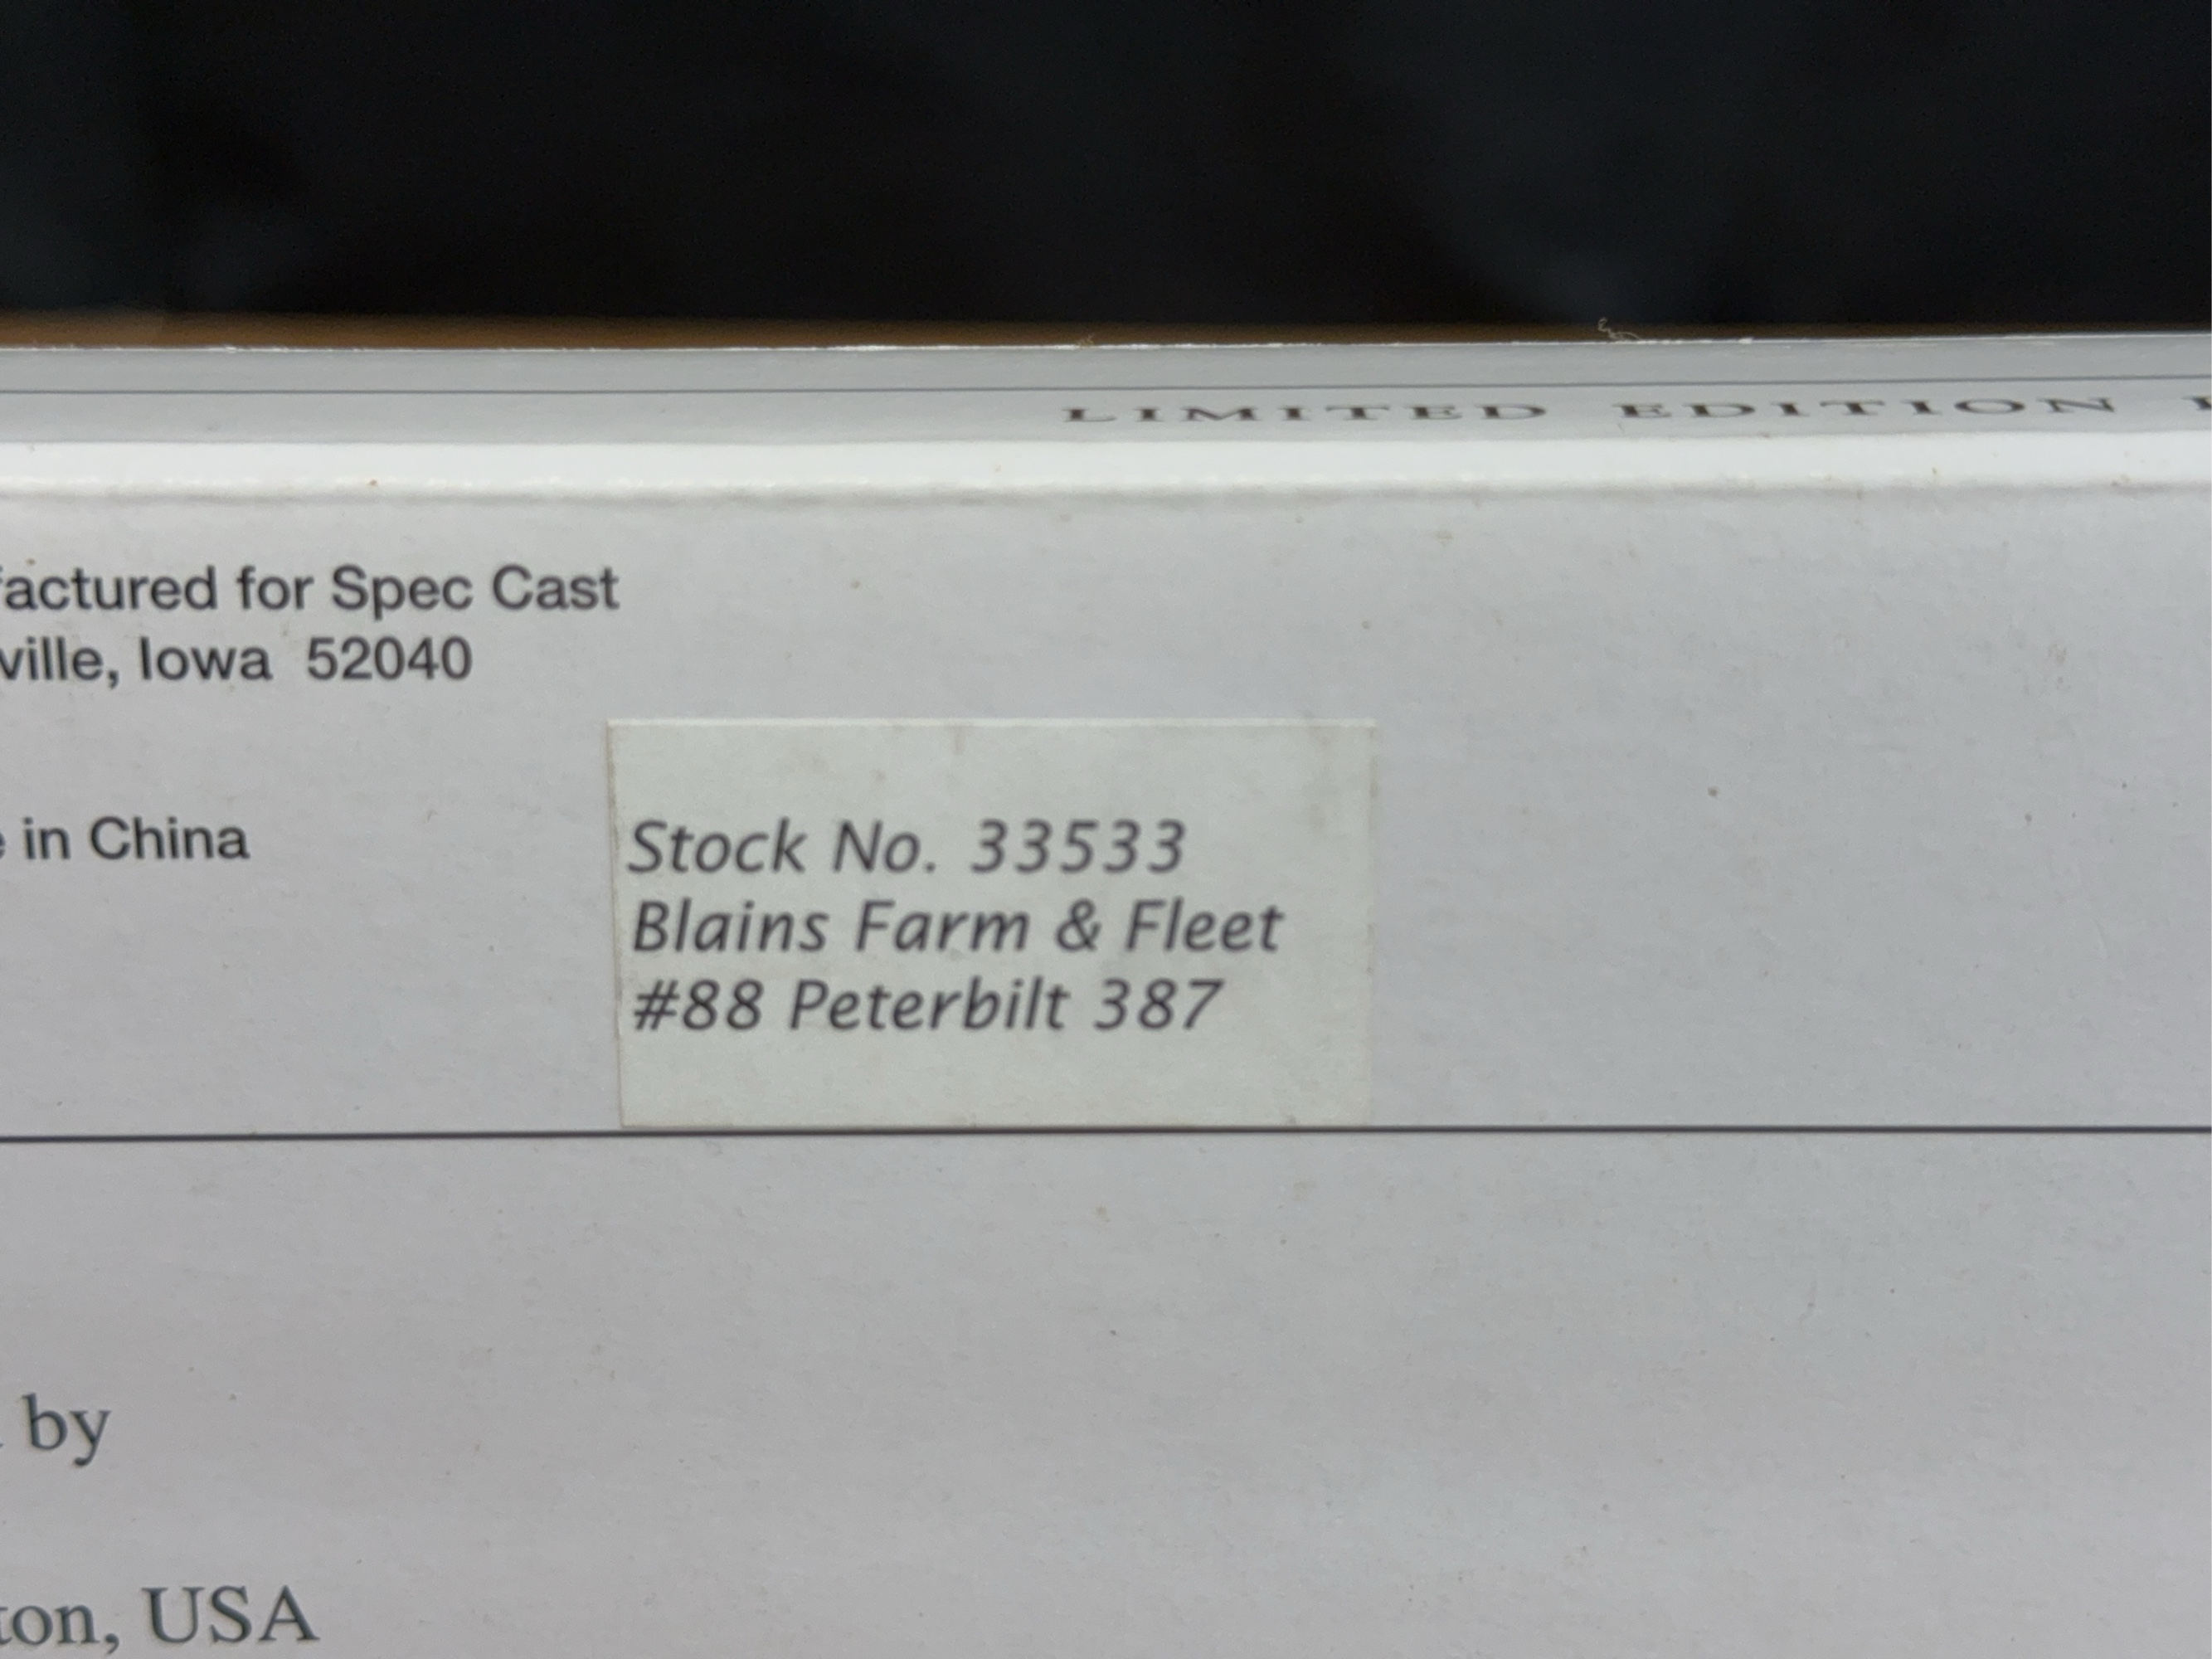 LIMITED EDITION
factured for Spec Cast
ville, Iowa 52040
in China
Stock No. 33533
Blains Farm & Fleet
#88 Peterbilt 387
by
ton, USA